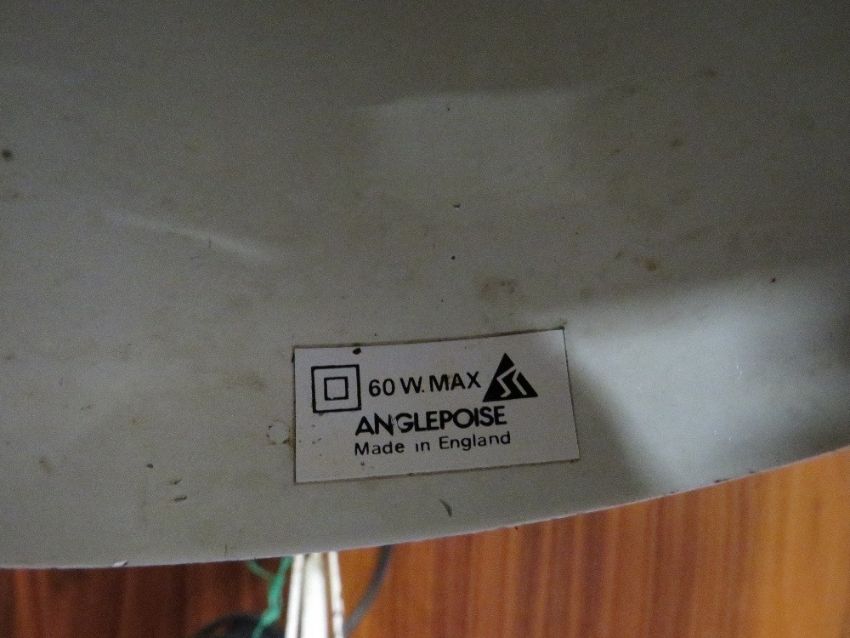 60 W. MAX
ANGLEPOISE
Made in England